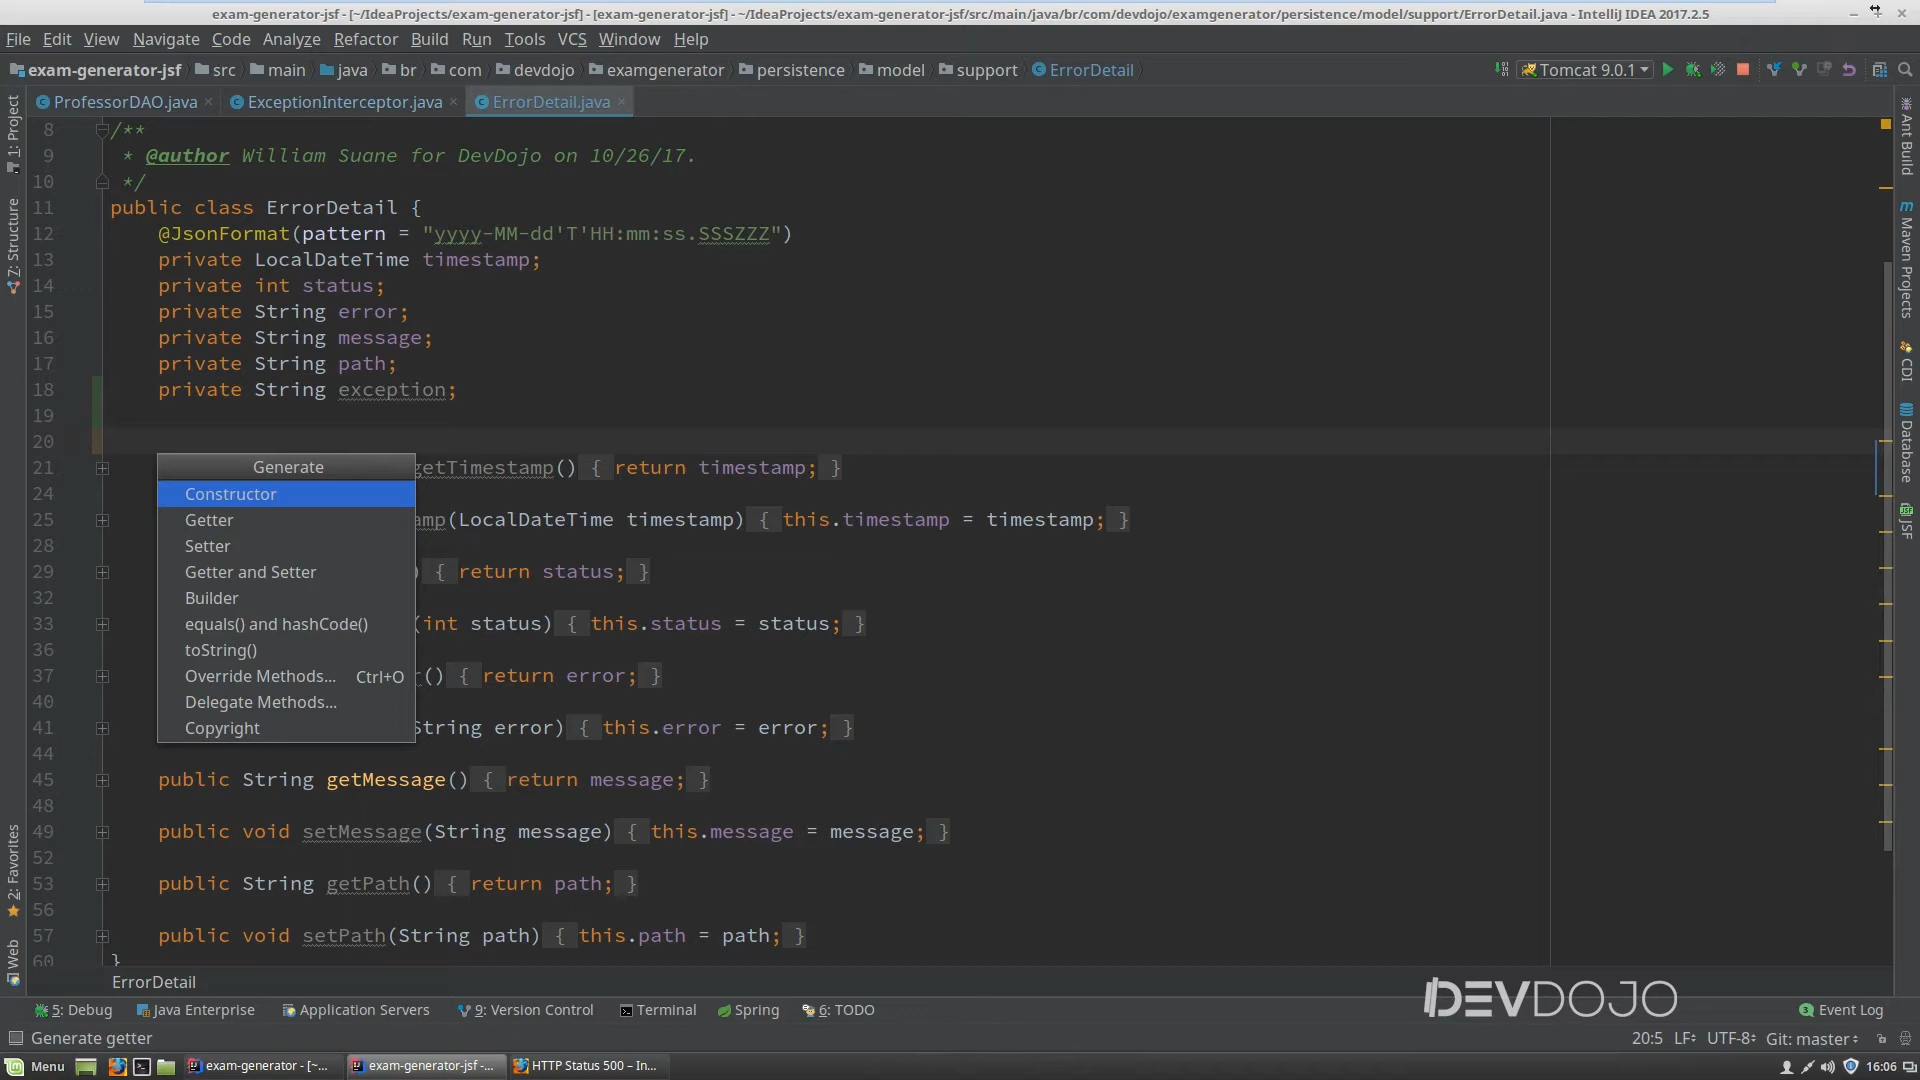 exam-generator-jsf - [~/IdeaProjects/exam-generator-jsf] - [exam-generator-jsf] - ~/IdeaProjects/exam-generator-jsf/src/main/java/br/com/devdojo/examgenerator/persistence/model/support/ErrorDetail.java - IntelliJ IDEA 2017.2.5
File Edit View Navigate Code Analyze Refactor Build Run Tools VCS Window Help
exam-generator-jsf src main java br com devdojo examgenerator persistence model support ErrorDetail Tomcat 9.0.1
ProfessorDAO.java ExceptionInterceptor.java ErrorDetail.java
1: Project
7: Structure
2: Favorites
Web
8 /**
9 * @author William Suane for DevDojo on 10/26/17.
10 */
11 public class ErrorDetail {
12 @JsonFormat(pattern = "yyyy-MM-dd'T'HH:mm:ss.SSSZZZ")
13 private LocalDateTime timestamp;
14 private int status;
15 private String error;
16 private String message;
17 private String path;
18 private String exception;
19
20
Generate
Constructor
Getter
Setter
Getter and Setter
Builder
equals() and hashCode()
toString()
Override Methods... Ctrl+O
Delegate Methods...
Copyright
21 getTimestamp() { return timestamp; }
24
25 amp(LocalDateTime timestamp) { this.timestamp = timestamp; }
28
29 ) { return status; }
32
33 (int status) { this.status = status; }
36
37 () { return error; }
40
41 String error) { this.error = error; }
44
45 public String getMessage() { return message; }
48
49 public void setMessage(String message) { this.message = message; }
52
53 public String getPath() { return path; }
56
57 public void setPath(String path) { this.path = path; }
60 }
Ant Build
Maven Projects
CDI
Database
JSF
ErrorDetail
DEVDOJO
5: Debug Java Enterprise Application Servers 9: Version Control Terminal Spring 6: TODO 3 Event Log
Generate getter 20:5 LF UTF-8 Git: master
Menu exam-generator - [~... exam-generator-jsf -... HTTP Status 500 – In... 16:06